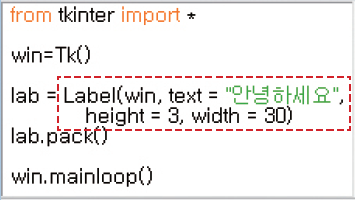 from tkinter import *
win=Tk()
lab = Label(win, text = "안녕하세요",
height = 3, width = 30)
lab.pack()
win.mainloop()